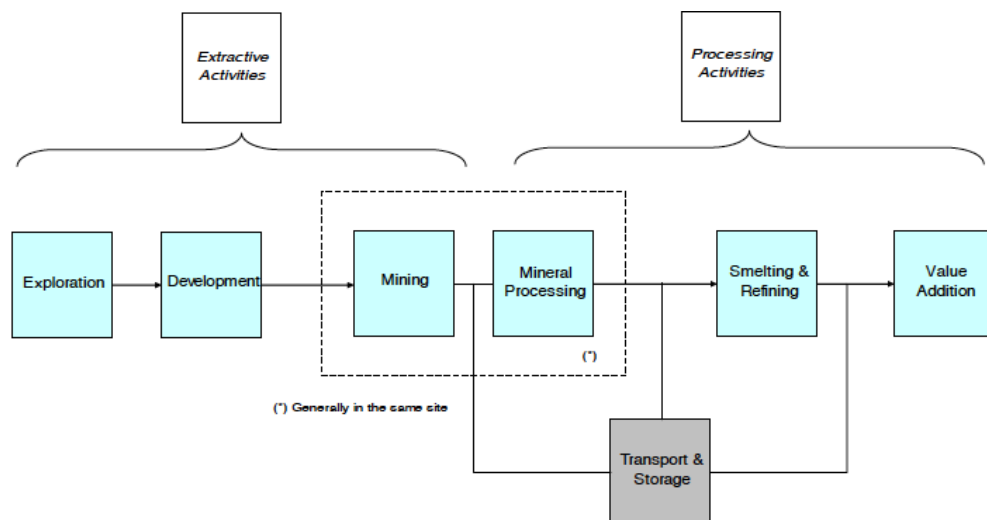 Extractive
Activities
Processing
Activities
Exploration
Development
Mining
Mineral
Processing
Smelting &
Refining
Value
Addition
(*)
(*) Generally in the same site
Transport &
Storage